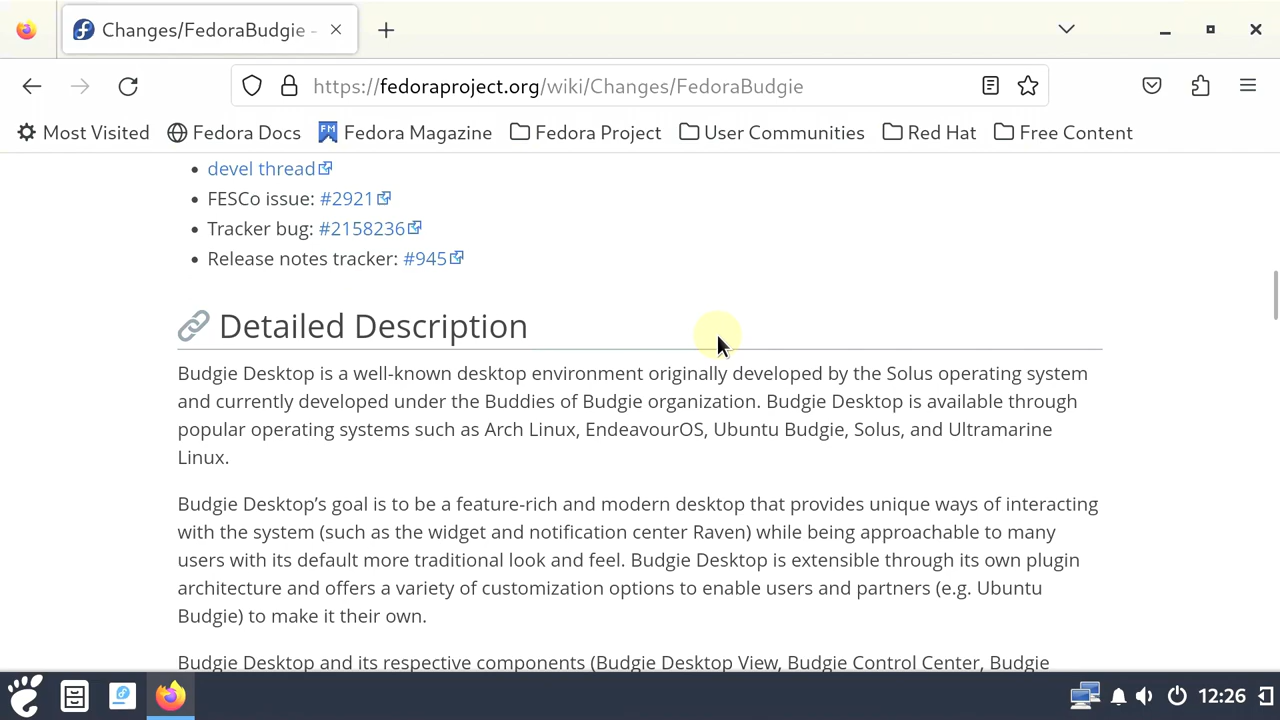 Changes/FedoraBudgie -
https://fedoraproject.org/wiki/Changes/FedoraBudgie
Most Visited Fedora Docs FM Fedora Magazine Fedora Project User Communities Red Hat Free Content
devel thread
FESCo issue: #2921
Tracker bug: #2158236
Release notes tracker: #945
Detailed Description
Budgie Desktop is a well-known desktop environment originally developed by the Solus operating system
and currently developed under the Buddies of Budgie organization. Budgie Desktop is available through
popular operating systems such as Arch Linux, EndeavourOS, Ubuntu Budgie, Solus, and Ultramarine
Linux.
Budgie Desktop’s goal is to be a feature-rich and modern desktop that provides unique ways of interacting
with the system (such as the widget and notification center Raven) while being approachable to many
users with its default more traditional look and feel. Budgie Desktop is extensible through its own plugin
architecture and offers a variety of customization options to enable users and partners (e.g. Ubuntu
Budgie) to make it their own.
Budgie Desktop and its respective components (Budgie Desktop View, Budgie Control Center, Budgie
12:26